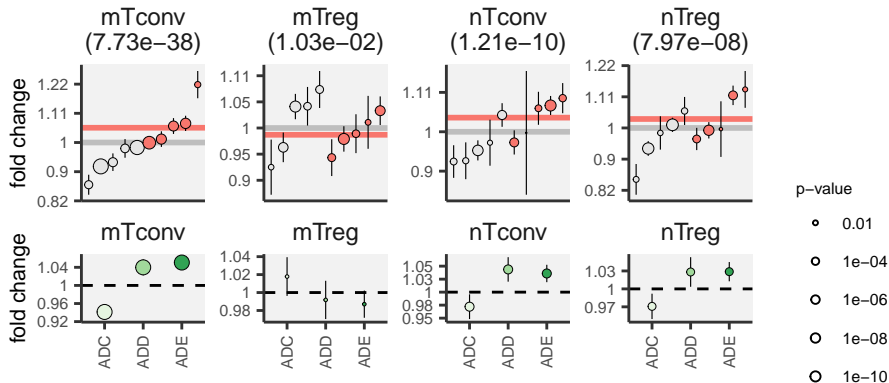 mTconv
(7.73e−38)
mTreg
(1.03e−02)
nTconv
(1.21e−10)
nTreg
(7.97e−08)
fold change
1.22
1.11
1
0.9
0.82
1.11
1.05
1
0.95
0.9
1.11
1
0.9
1.22
1.11
1
0.9
0.82
mTconv
mTreg
nTconv
nTreg
fold change
1.04
1
0.96
0.92
1.04
1.02
1
0.98
1.05
1.03
1
0.98
0.95
1.03
1
0.97
ADC
ADD
ADE
ADC
ADD
ADE
ADC
ADD
ADE
ADC
ADD
ADE
p−value
0.01
1e−04
1e−06
1e−08
1e−10